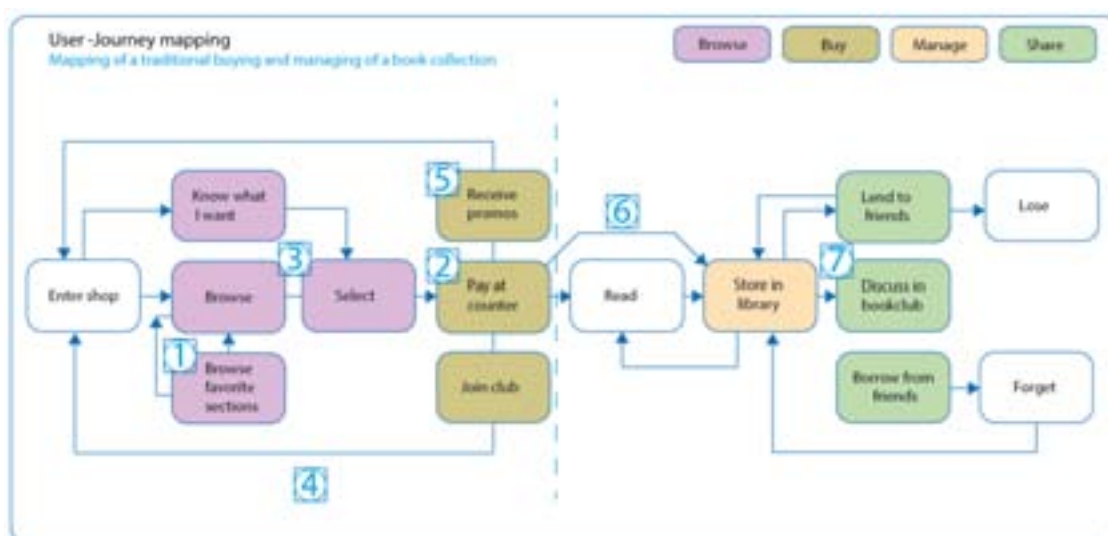 User -Journey mapping
Mapping of a traditional buying and managing of a book collection
Browse
Buy
Manage
Share
5
Know what
I want
Receive
promos
6
Lend to
friends
Lose
3
2
7
Enter shop
Browse
Select
Pay at
counter
Read
Store in
library
Discuss in
bookclub
1
Browse
favorite
sections
Join club
Borrow from
friends
Forget
4